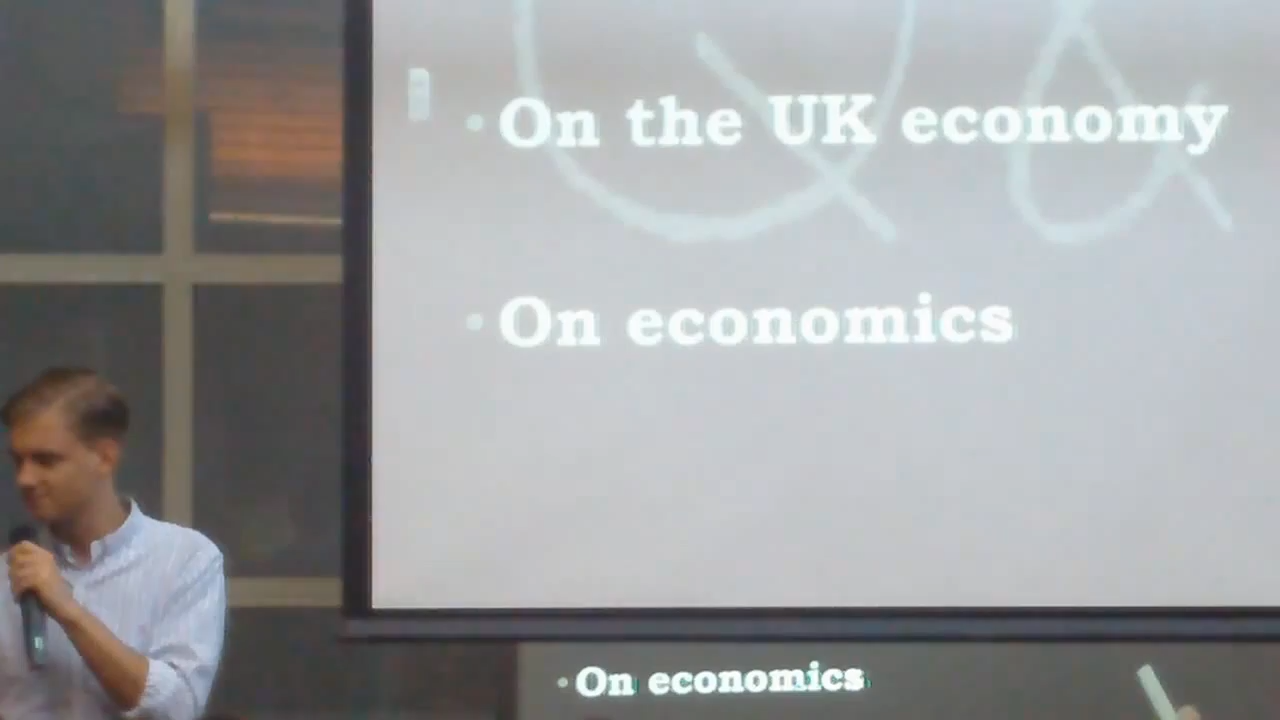 Q &
• On the UK economy
• On economics
• On economics